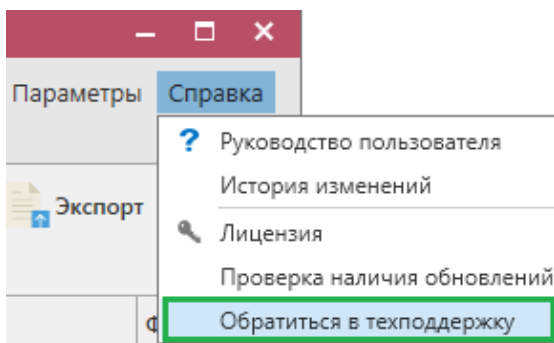 Параметры Справка
? Руководство пользователя
История изменений
Экспорт
Лицензия
Проверка наличия обновлений
Обратиться в техподдержку